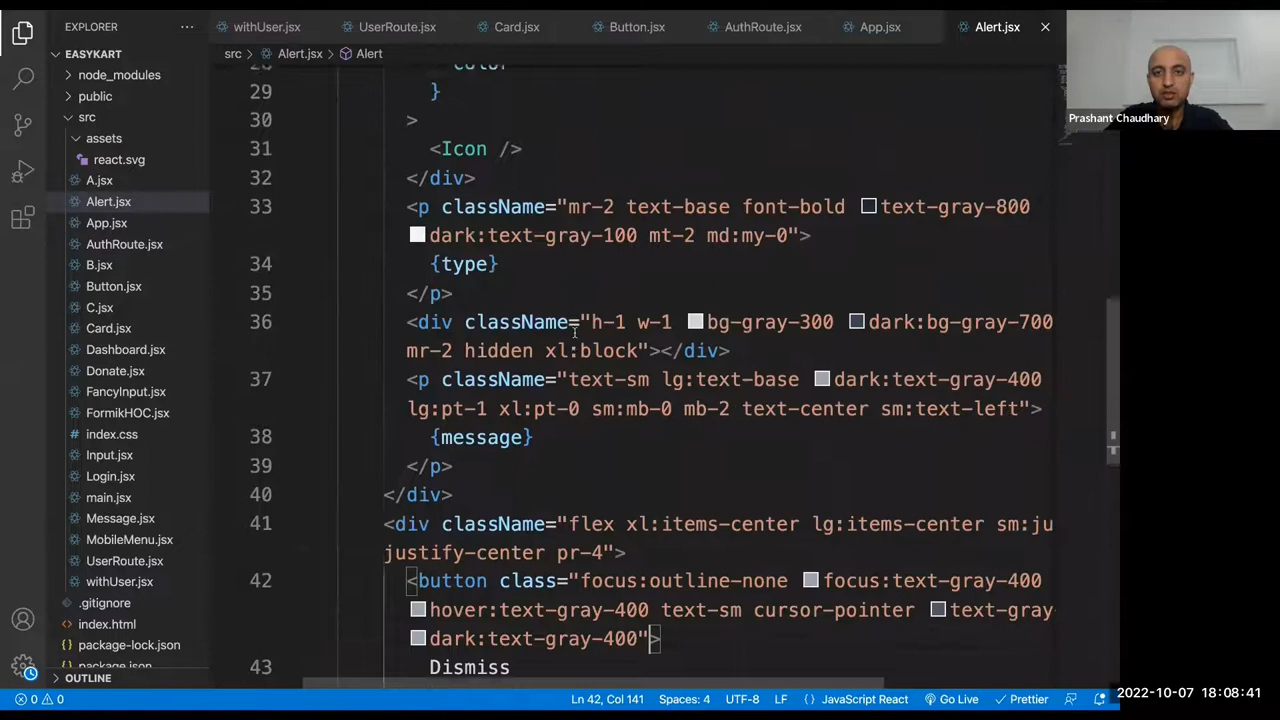 EXPLORER
withUser.jsx
UserRoute.jsx
Card.jsx
Button.jsx
AuthRoute.jsx
App.jsx
Alert.jsx
EASYKART
src > Alert.jsx > Alert
node_modules
public
src
assets
react.svg
A.jsx
Alert.jsx
App.jsx
AuthRoute.jsx
B.jsx
Button.jsx
C.jsx
Card.jsx
Dashboard.jsx
Donate.jsx
FancyInput.jsx
FormikHOC.jsx
index.css
Input.jsx
Login.jsx
main.jsx
Message.jsx
MobileMenu.jsx
UserRoute.jsx
withUser.jsx
.gitignore
index.html
package-lock.json
package.json
OUTLINE
28 color
29 }
30 >
31 <Icon />
32 </div>
33 <p className="mr-2 text-base font-bold text-gray-800
dark:text-gray-100 mt-2 md:my-0">
34 {type}
35 </p>
36 <div className="h-1 w-1 bg-gray-300 dark:bg-gray-700
mr-2 hidden xl:block"></div>
37 <p className="text-sm lg:text-base dark:text-gray-400
lg:pt-1 xl:pt-0 sm:mb-0 mb-2 text-center sm:text-left">
38 {message}
39 </p>
40 </div>
41 <div className="flex xl:items-center lg:items-center sm:ju
justify-center pr-4">
42 <button class="focus:outline-none focus:text-gray-400
hover:text-gray-400 text-sm cursor-pointer text-gray-
dark:text-gray-400">
43 Dismiss
Prashant Chaudhary
0 0
Ln 42, Col 141
Spaces: 4
UTF-8
LF
{ } JavaScript React
Go Live
Prettier
2022-10-07 18:08:41